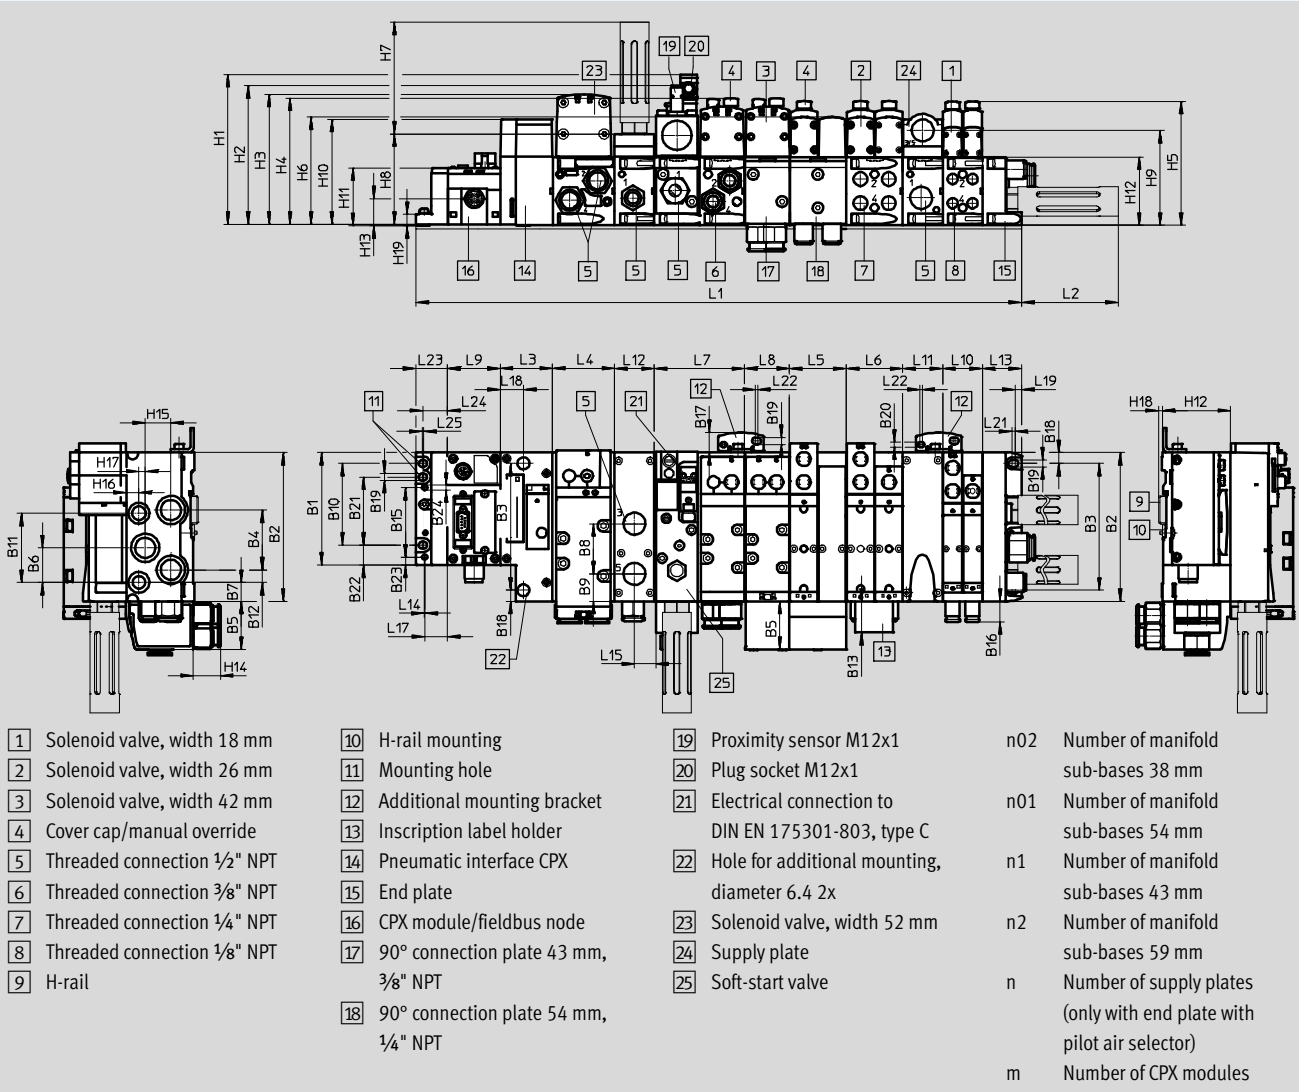 H7
19
20
23
4
3
4
2
24
1
H1
H2
H3
H4
H6
H10
H11
H8
H13
H19
H12
H9
H5
2
1
1
2
4
16
14
5
5
5
6
17
18
7
5
8
15
L1
L2
L23
L9
L3
L4
L12
L7
L8
L5
L6
L11
L10
L13
L18
L24
L25
11
5
21
B17
12
L22
B19
L22
B20
12
L19
L21
B18
B19
H15
H17
H16
B11
B6
B4
B2
B7
B12
B5
H14
B1
B10
B19
B21
B15
B24
B3
B22
B23
L14
L17
B18
22
3
5
B8
B9
L15
25
B5
B13
13
B16
B3
B2
H18
H12
9
10
1 Solenoid valve, width 18 mm
2 Solenoid valve, width 26 mm
3 Solenoid valve, width 42 mm
4 Cover cap/manual override
5 Threaded connection ½" NPT
6 Threaded connection ⅜" NPT
7 Threaded connection ¼" NPT
8 Threaded connection ⅛" NPT
9 H-rail
10 H-rail mounting
11 Mounting hole
12 Additional mounting bracket
13 Inscription label holder
14 Pneumatic interface CPX
15 End plate
16 CPX module/fieldbus node
17 90° connection plate 43 mm,
⅜" NPT
18 90° connection plate 54 mm,
¼" NPT
19 Proximity sensor M12x1
20 Plug socket M12x1
21 Electrical connection to
DIN EN 175301-803, type C
22 Hole for additional mounting,
diameter 6.4 2x
23 Solenoid valve, width 52 mm
24 Supply plate
25 Soft-start valve
n02 Number of manifold
sub-bases 38 mm
n01 Number of manifold
sub-bases 54 mm
n1 Number of manifold
sub-bases 43 mm
n2 Number of manifold
sub-bases 59 mm
n Number of supply plates
(only with end plate with
pilot air selector)
m Number of CPX modules